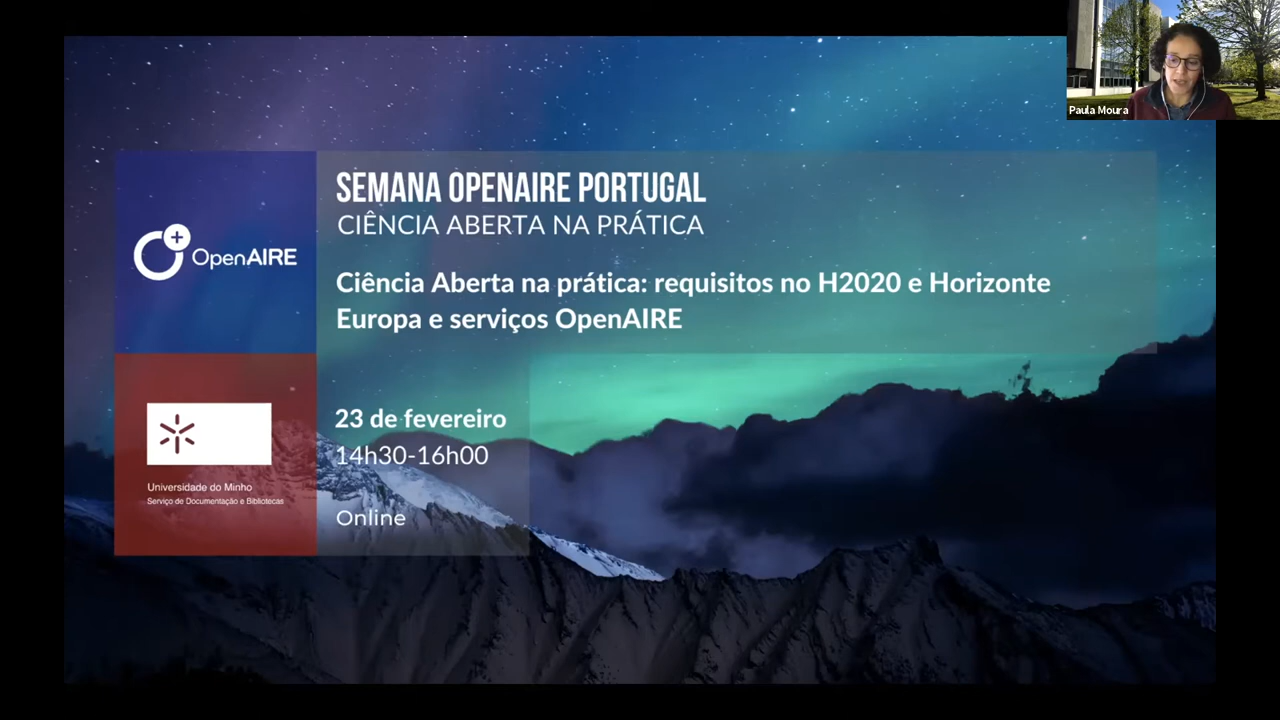 Paula Moura
SEMANA OPENAIRE PORTUGAL
CIÊNCIA ABERTA NA PRÁTICA
OpenAIRE
Ciência Aberta na prática: requisitos no H2020 e Horizonte
Europa e serviços OpenAIRE
23 de fevereiro
14h30-16h00
Online
Universidade do Minho
Serviço de Documentação e Bibliotecas